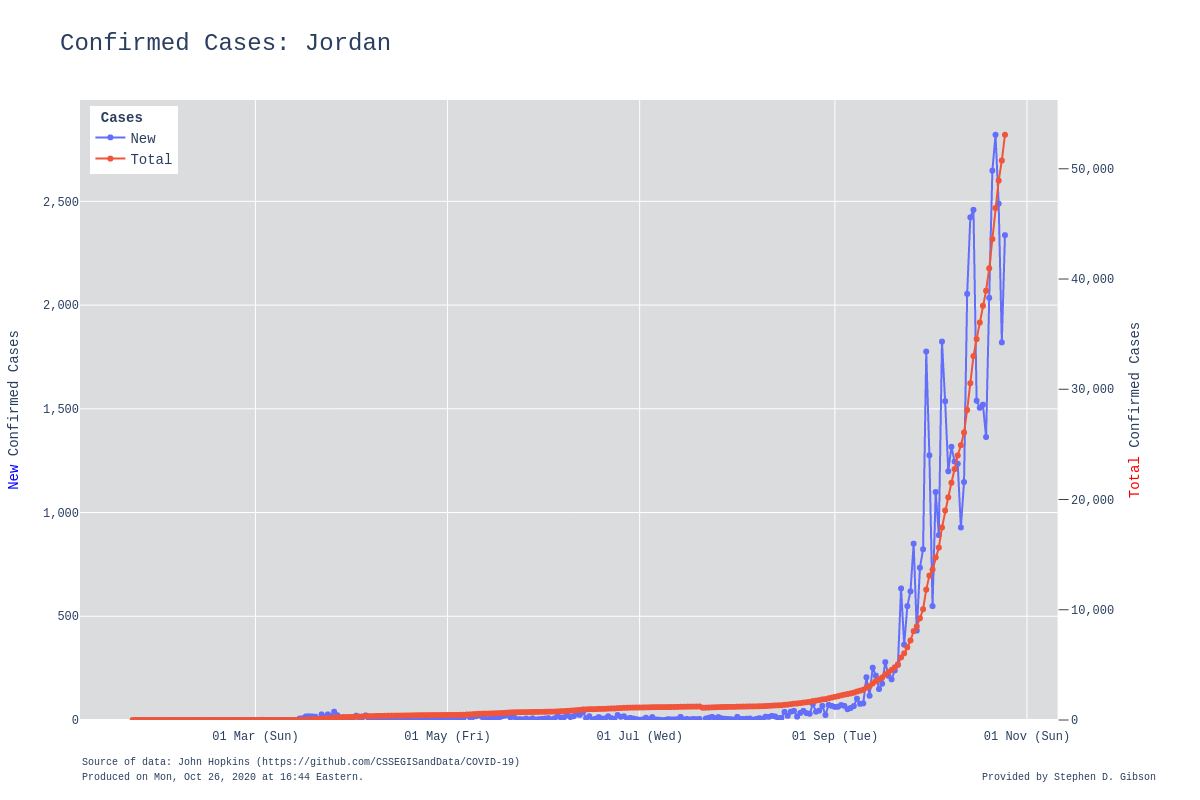 Confirmed Cases: Jordan
Cases
New
Total
2,500
2,000
1,500
1,000
500
0
New Confirmed Cases
50,000
40,000
30,000
20,000
10,000
0
Total Confirmed Cases
01 Mar (Sun)
01 May (Fri)
01 Jul (Wed)
01 Sep (Tue)
01 Nov (Sun)
Source of data: John Hopkins (https://github.com/CSSEGISandData/COVID-19)
Produced on Mon, Oct 26, 2020 at 16:44 Eastern.
Provided by Stephen D. Gibson